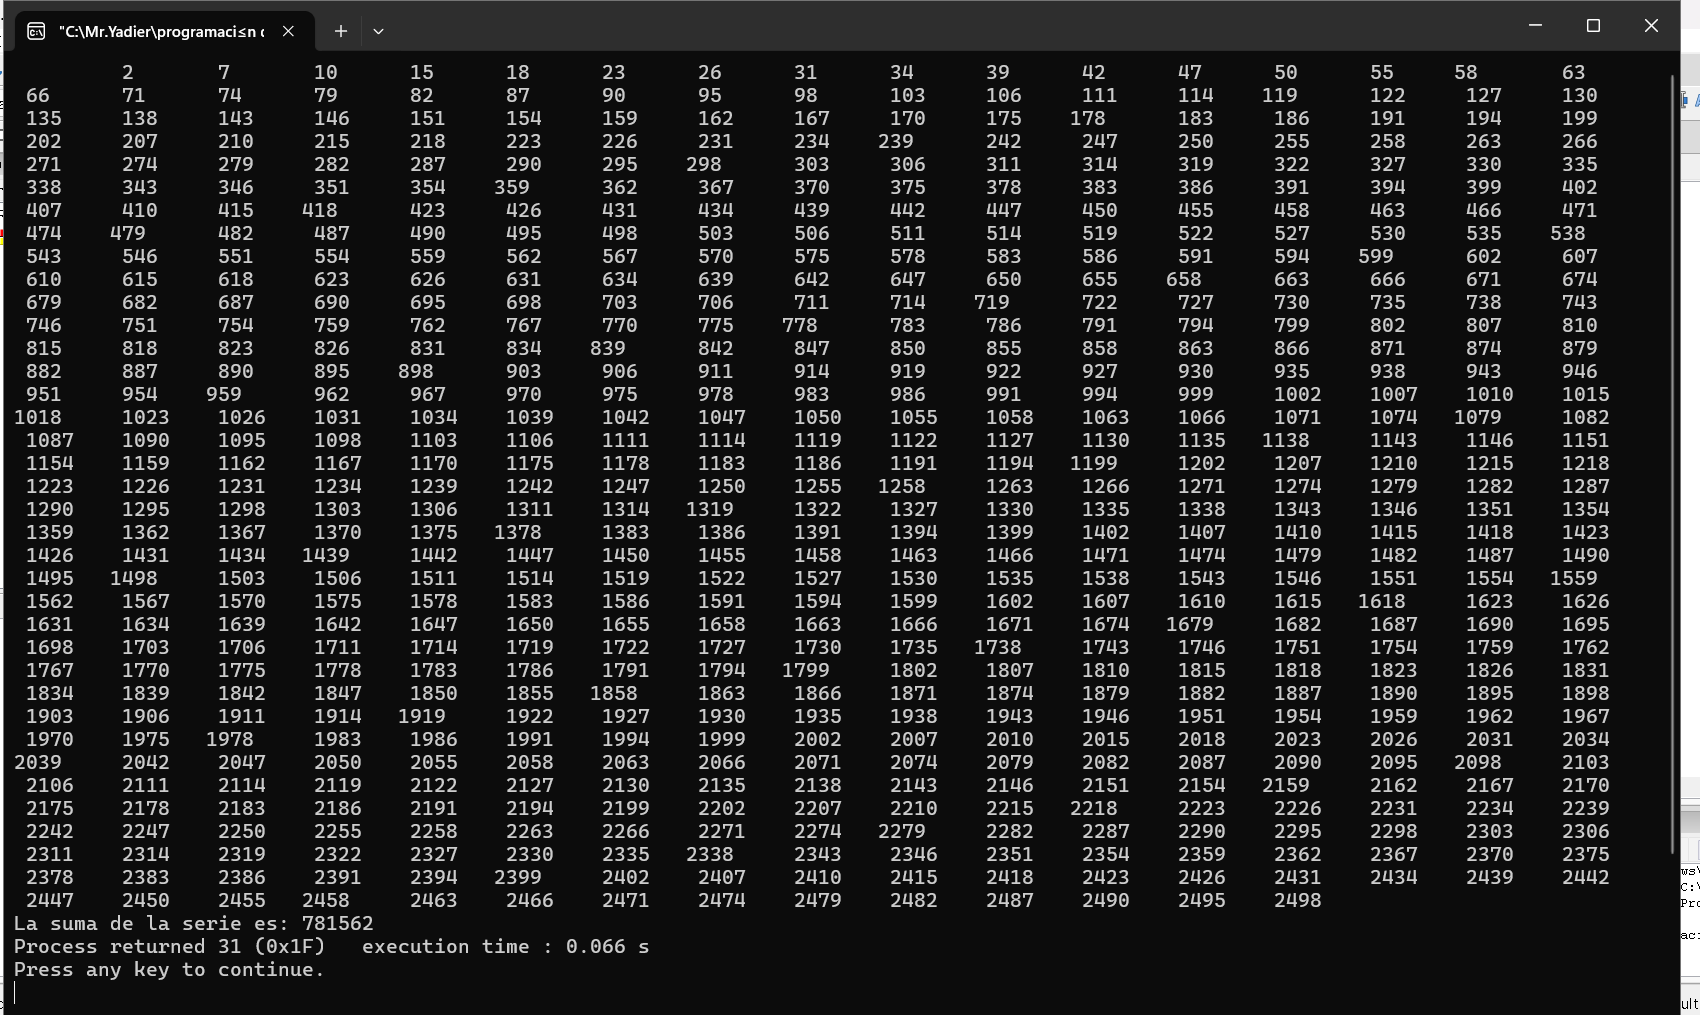 "C:\Mr.Yadier\programaci≤n c
2 7 10 15 18 23 26 31 34 39 42 47 50 55 58 63
66 71 74 79 82 87 90 95 98 103 106 111 114 119 122 127 130
135 138 143 146 151 154 159 162 167 170 175 178 183 186 191 194 199
202 207 210 215 218 223 226 231 234 239 242 247 250 255 258 263 266
271 274 279 282 287 290 295 298 303 306 311 314 319 322 327 330 335
338 343 346 351 354 359 362 367 370 375 378 383 386 391 394 399 402
407 410 415 418 423 426 431 434 439 442 447 450 455 458 463 466 471
474 479 482 487 490 495 498 503 506 511 514 519 522 527 530 535 538
543 546 551 554 559 562 567 570 575 578 583 586 591 594 599 602 607
610 615 618 623 626 631 634 639 642 647 650 655 658 663 666 671 674
679 682 687 690 695 698 703 706 711 714 719 722 727 730 735 738 743
746 751 754 759 762 767 770 775 778 783 786 791 794 799 802 807 810
815 818 823 826 831 834 839 842 847 850 855 858 863 866 871 874 879
882 887 890 895 898 903 906 911 914 919 922 927 930 935 938 943 946
951 954 959 962 967 970 975 978 983 986 991 994 999 1002 1007 1010 1015
1018 1023 1026 1031 1034 1039 1042 1047 1050 1055 1058 1063 1066 1071 1074 1079 1082
1087 1090 1095 1098 1103 1106 1111 1114 1119 1122 1127 1130 1135 1138 1143 1146 1151
1154 1159 1162 1167 1170 1175 1178 1183 1186 1191 1194 1199 1202 1207 1210 1215 1218
1223 1226 1231 1234 1239 1242 1247 1250 1255 1258 1263 1266 1271 1274 1279 1282 1287
1290 1295 1298 1303 1306 1311 1314 1319 1322 1327 1330 1335 1338 1343 1346 1351 1354
1359 1362 1367 1370 1375 1378 1383 1386 1391 1394 1399 1402 1407 1410 1415 1418 1423
1426 1431 1434 1439 1442 1447 1450 1455 1458 1463 1466 1471 1474 1479 1482 1487 1490
1495 1498 1503 1506 1511 1514 1519 1522 1527 1530 1535 1538 1543 1546 1551 1554 1559
1562 1567 1570 1575 1578 1583 1586 1591 1594 1599 1602 1607 1610 1615 1618 1623 1626
1631 1634 1639 1642 1647 1650 1655 1658 1663 1666 1671 1674 1679 1682 1687 1690 1695
1698 1703 1706 1711 1714 1719 1722 1727 1730 1735 1738 1743 1746 1751 1754 1759 1762
1767 1770 1775 1778 1783 1786 1791 1794 1799 1802 1807 1810 1815 1818 1823 1826 1831
1834 1839 1842 1847 1850 1855 1858 1863 1866 1871 1874 1879 1882 1887 1890 1895 1898
1903 1906 1911 1914 1919 1922 1927 1930 1935 1938 1943 1946 1951 1954 1959 1962 1967
1970 1975 1978 1983 1986 1991 1994 1999 2002 2007 2010 2015 2018 2023 2026 2031 2034
2039 2042 2047 2050 2055 2058 2063 2066 2071 2074 2079 2082 2087 2090 2095 2098 2103
2106 2111 2114 2119 2122 2127 2130 2135 2138 2143 2146 2151 2154 2159 2162 2167 2170
2175 2178 2183 2186 2191 2194 2199 2202 2207 2210 2215 2218 2223 2226 2231 2234 2239
2242 2247 2250 2255 2258 2263 2266 2271 2274 2279 2282 2287 2290 2295 2298 2303 2306
2311 2314 2319 2322 2327 2330 2335 2338 2343 2346 2351 2354 2359 2362 2367 2370 2375
2378 2383 2386 2391 2394 2399 2402 2407 2410 2415 2418 2423 2426 2431 2434 2439 2442
2447 2450 2455 2458 2463 2466 2471 2474 2479 2482 2487 2490 2495 2498
La suma de la serie es: 781562
Process returned 31 (0x1F) execution time : 0.066 s
Press any key to continue.